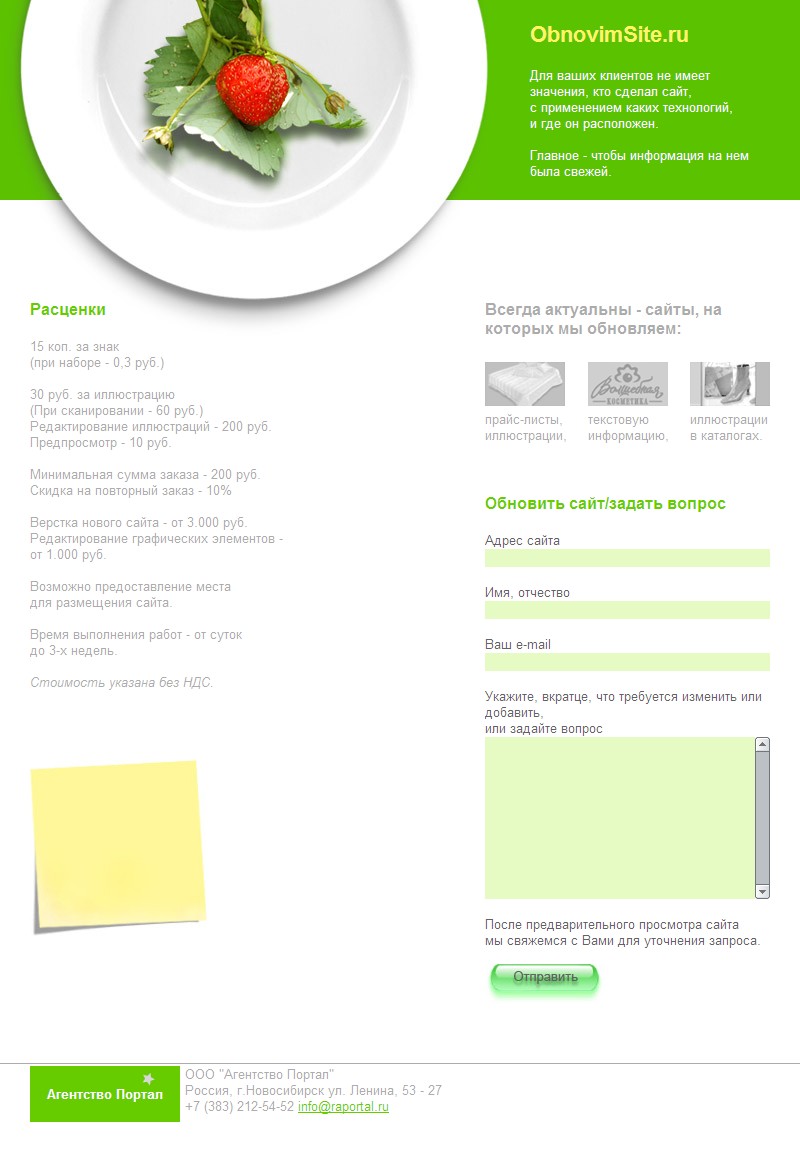 ObnovimSite.ru
Для ваших клиентов не имеет
значения, кто сделал сайт,
с применением каких технологий,
и где он расположен.
Главное - чтобы информация на нем
была свежей.
Расценки
15 коп. за знак
(при наборе - 0,3 руб.)
30 руб. за иллюстрацию
(При сканировании - 60 руб.)
Редактирование иллюстраций - 200 руб.
Предпросмотр - 10 руб.
Минимальная сумма заказа - 200 руб.
Скидка на повторный заказ - 10%
Верстка нового сайта - от 3.000 руб.
Редактирование графических элементов -
от 1.000 руб.
Возможно предоставление места
для размещения сайта.
Время выполнения работ - от суток
до 3-х недель.
Стоимость указана без НДС.
Всегда актуальны - сайты, на
которых мы обновляем:
Волшебная
КОСМЕТИКА
прайс-листы,
иллюстрации,
текстовую
информацию,
иллюстрации
в каталогах.
Обновить сайт/задать вопрос
Адрес сайта
Имя, отчество
Ваш e-mail
Укажите, вкратце, что требуется изменить или
добавить,
или задайте вопрос
После предварительного просмотра сайта
мы свяжемся с Вами для уточнения запроса.
Отправить
Агентство Портал
ООО "Агентство Портал"
Россия, г.Новосибирск ул. Ленина, 53 - 27
+7 (383) 212-54-52 info@raportal.ru